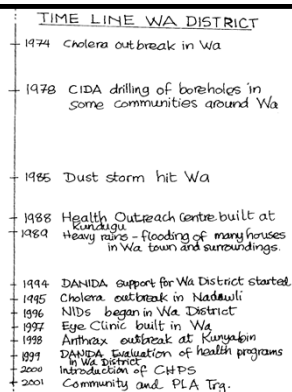 TIME LINE WA DISTRICT
1974 Cholera outbreak in Wa
1978 CIDA drilling of boreholes in
some communities around Wa
1985 Dust storm hit Wa
1988 Health Outreach Centre built at
Kundugu
1989 Heavy rains - flooding of many houses
in Wa town and surroundings.
1994 DANIDA support for Wa District started
1995 Cholera outbreak in Nadawli
1996 NIDs began in Wa District
1997 Eye Clinic built in Wa
1998 Anthrax outbreak at Kunyabin
1999 DANIDA Evaluation of health programs
in Wa District
2000 Introduction of CHPS
2001 Community and PLA Trg.